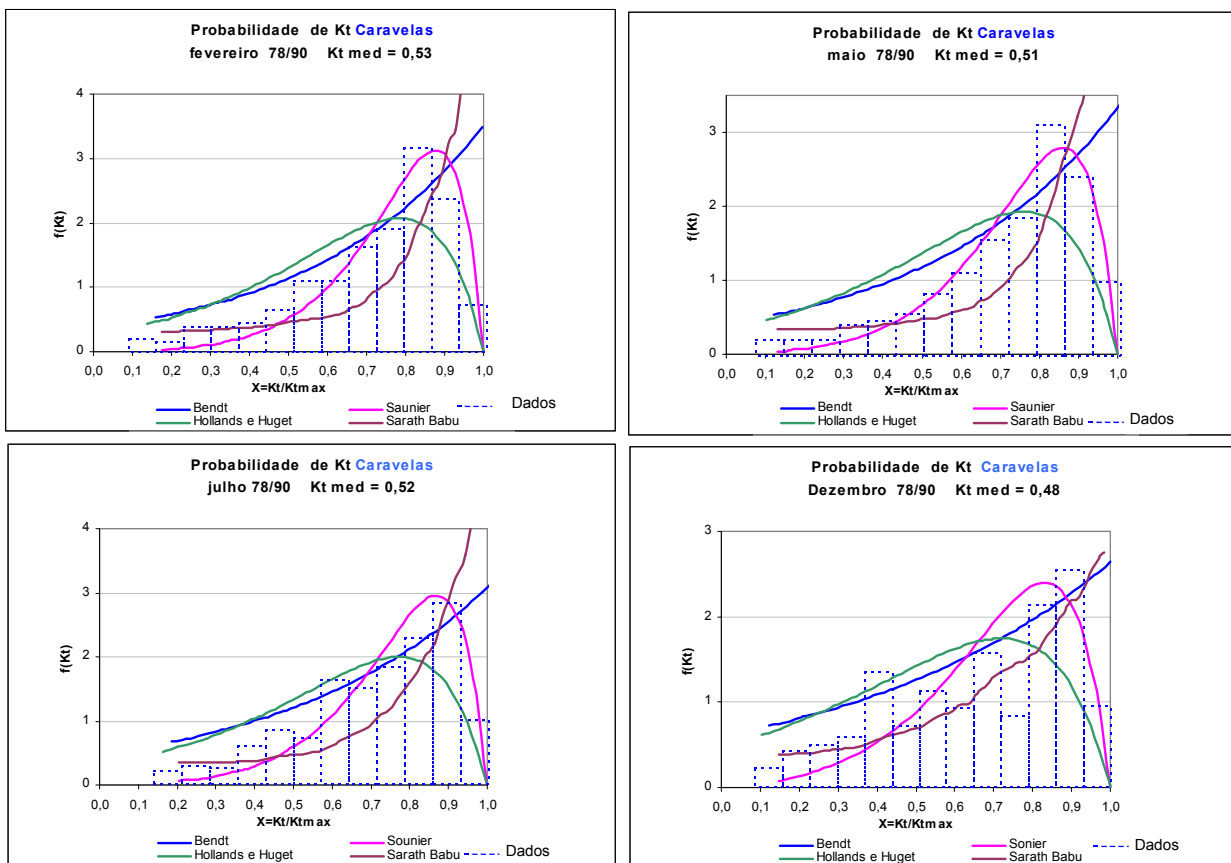 Probabilidade de Kt Caravelas
fevereiro 78/90 Kt med = 0,53
f(Kt)
4
3
2
1
0
0,0 0,1 0,2 0,3 0,4 0,5 0,6 0,7 0,8 0,9 1,0
X=Kt/Ktmax
Bendt Saunier Dados
Hollands e Huget Sarath Babu
Probabilidade de Kt Caravelas
maio 78/90 Kt med = 0,51
f(Kt)
3
2
1
0
0,0 0,1 0,2 0,3 0,4 0,5 0,6 0,7 0,8 0,9 1,0
X=Kt/Ktmax
Bendt Saunier
Hollands e Huget Sarath Babu Dados
Probabilidade de Kt Caravelas
julho 78/90 Kt med = 0,52
f(Kt)
4
3
2
1
0
0,0 0,1 0,2 0,3 0,4 0,5 0,6 0,7 0,8 0,9 1,0
X=Kt/Ktmax
Bendt Sounier
Hollands e Huget Sarath Babu Dados
Probabilidade de Kt Caravelas
Dezembro 78/90 Kt med = 0,48
f(Kt)
3
2
1
0
0,0 0,1 0,2 0,3 0,4 0,5 0,6 0,7 0,8 0,9 1,0
X=Kt/Ktmax
Bendt Sonier
Hollands e Huget Sarath Babu Dados